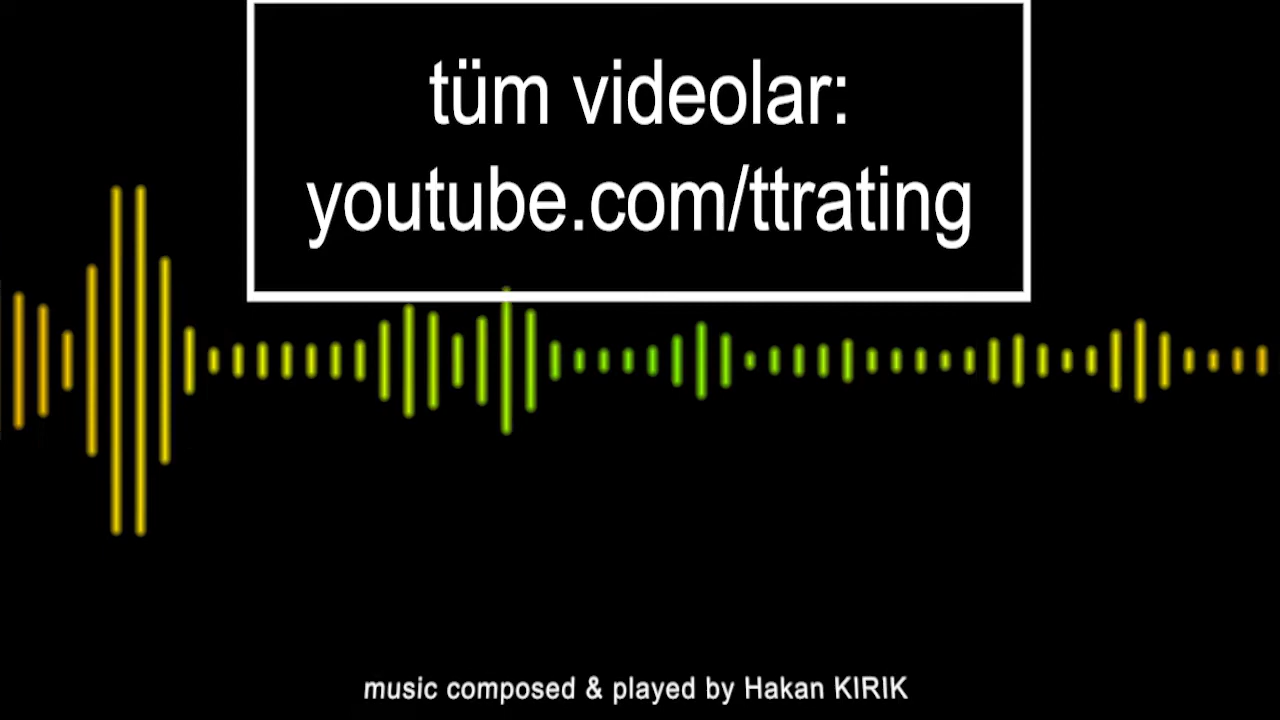 tüm videolar:
youtube.com/ttrating
music composed & played by Hakan KIRIK